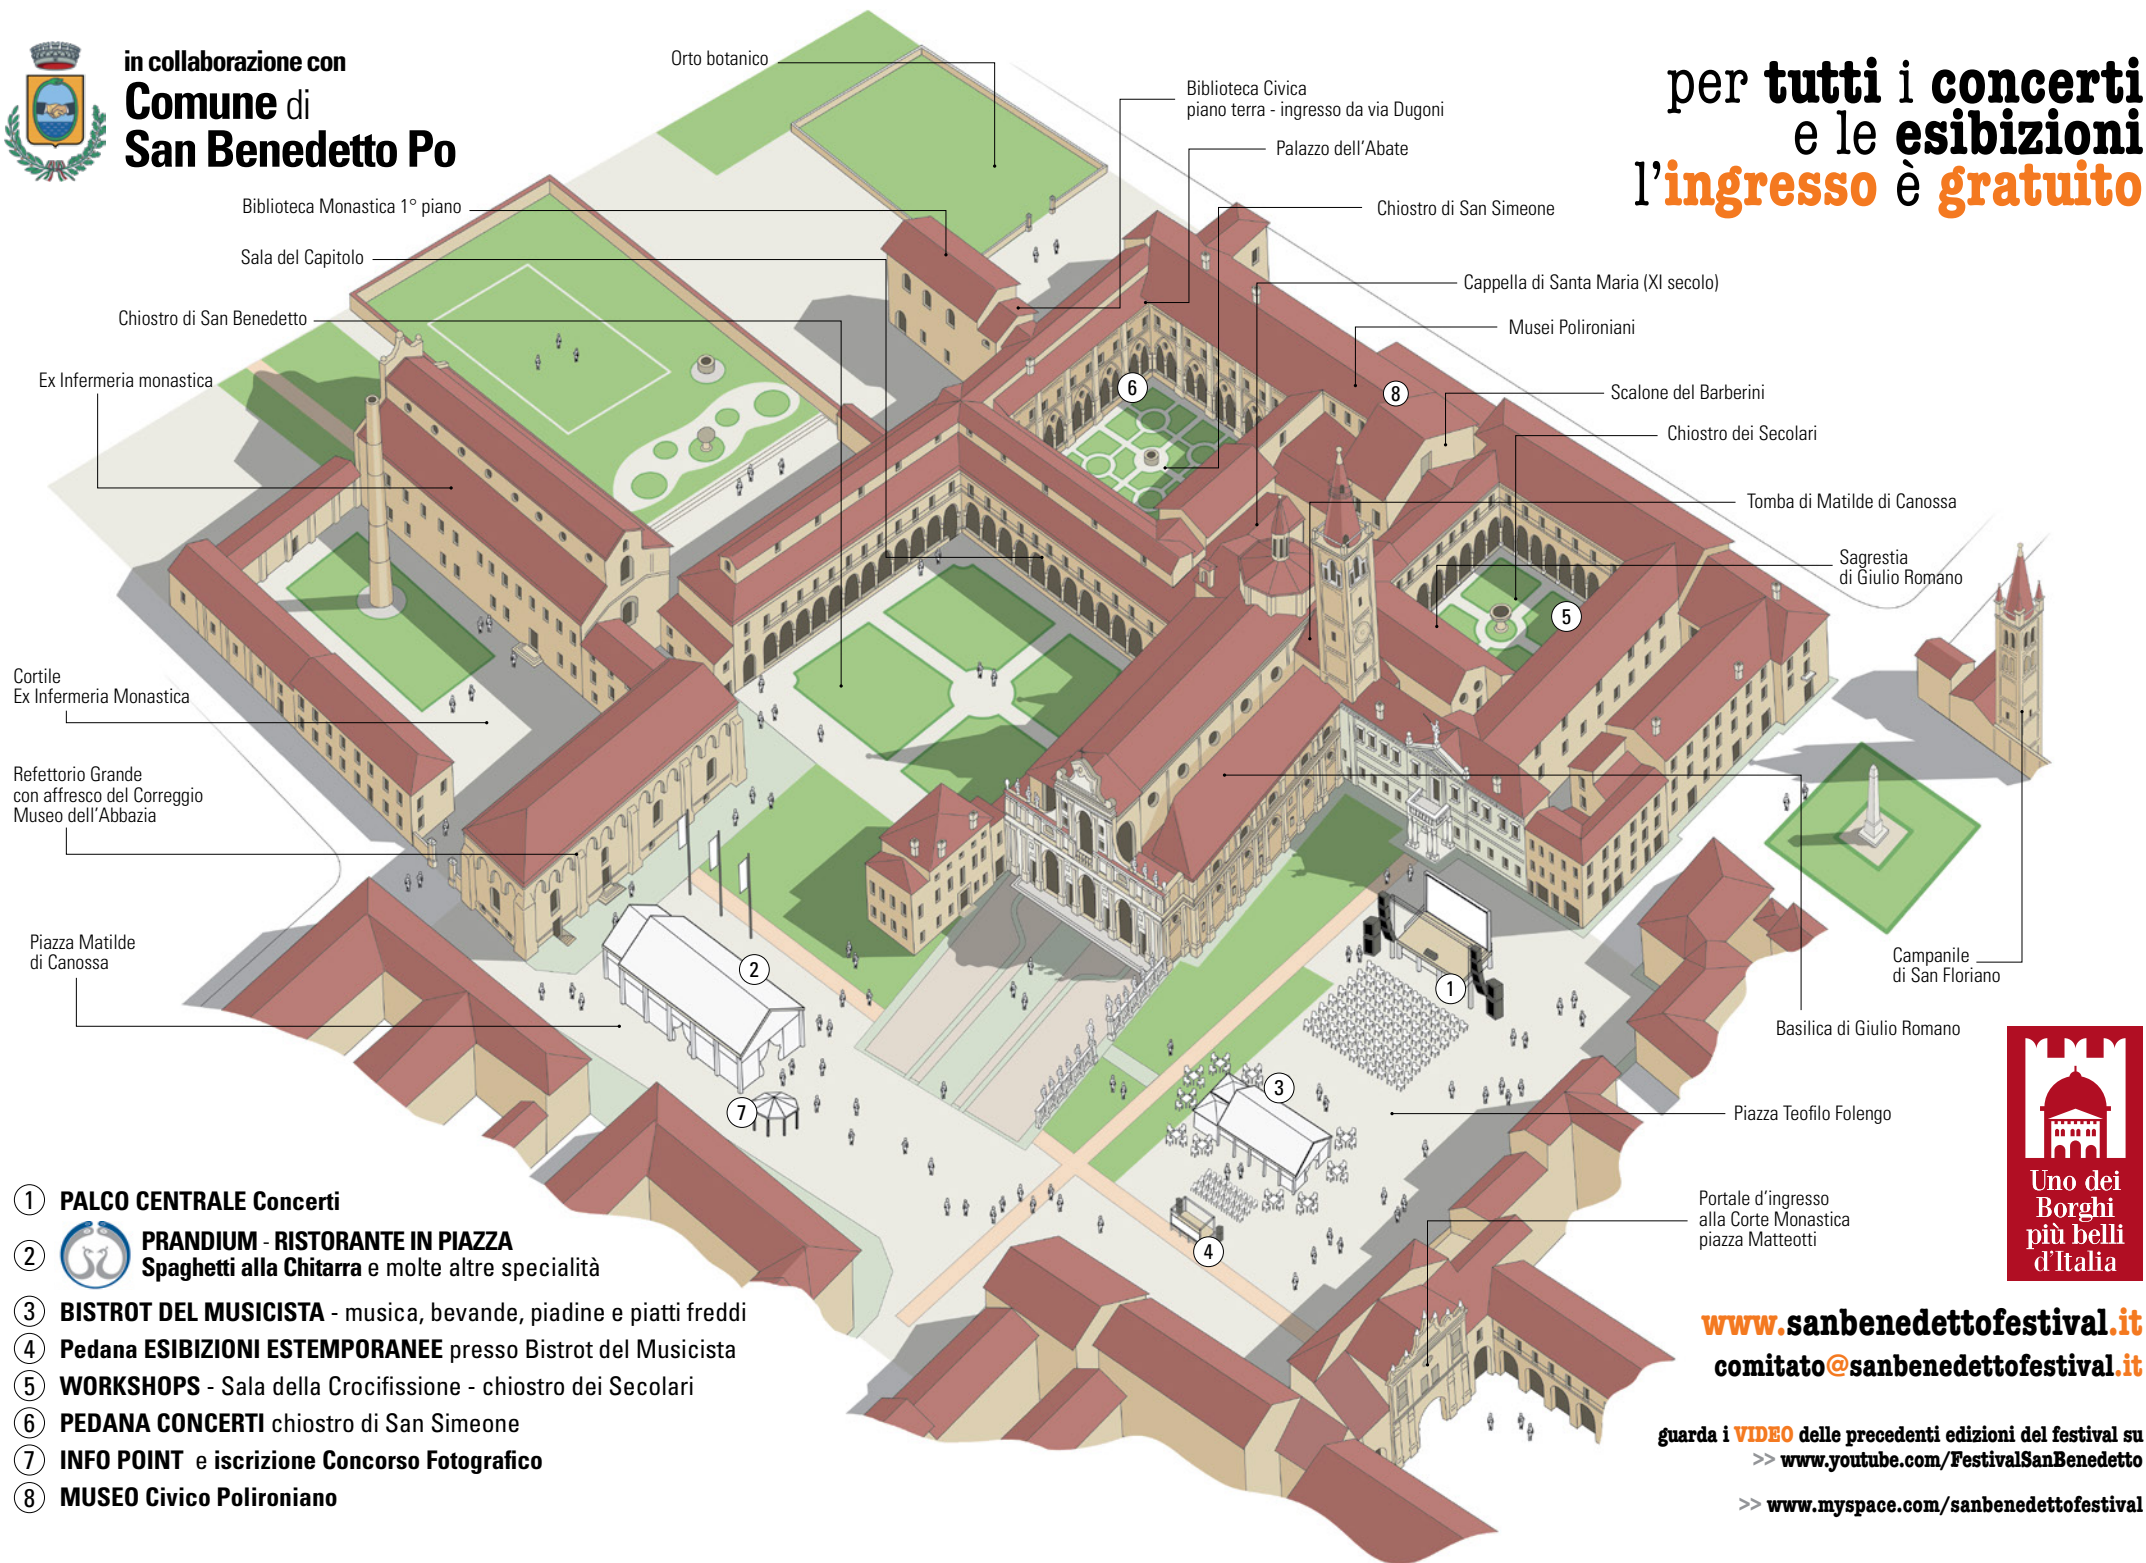 in collaborazione con
Comune di
San Benedetto Po
per tutti i concerti
e le esibizioni
l'ingresso è gratuito
Orto botanico
Biblioteca Civica
piano terra - ingresso da via Dugoni
Palazzo dell'Abate
Biblioteca Monastica 1° piano
Chiostro di San Simeone
Sala del Capitolo
Cappella di Santa Maria (XI secolo)
Chiostro di San Benedetto
Musei Polironiani
Ex Infermeria monastica
Scalone del Barberini
Chiostro dei Secolari
Tomba di Matilde di Canossa
Sagrestia
di Giulio Romano
Cortile
Ex Infermeria Monastica
Refettorio Grande
con affresco del Correggio
Museo dell'Abbazia
Piazza Matilde
di Canossa
Campanile
di San Floriano
Basilica di Giulio Romano
Piazza Teofilo Folengo
Portale d'ingresso
alla Corte Monastica
piazza Matteotti
6
8
5
2
1
3
7
4
1 PALCO CENTRALE Concerti
2 PRANDIUM - RISTORANTE IN PIAZZA
Spaghetti alla Chitarra e molte altre specialità
3 BISTROT DEL MUSICISTA - musica, bevande, piadine e piatti freddi
4 Pedana ESIBIZIONI ESTEMPORANEE presso Bistrot del Musicista
5 WORKSHOPS - Sala della Crocifissione - chiostro dei Secolari
6 PEDANA CONCERTI chiostro di San Simeone
7 INFO POINT e iscrizione Concorso Fotografico
8 MUSEO Civico Polironiano
Uno dei
Borghi
più belli
d'Italia
www.sanbenedettofestival.it
comitato@sanbenedettofestival.it
guarda i VIDEO delle precedenti edizioni del festival su
>> www.youtube.com/FestivalSanBenedetto
>> www.myspace.com/sanbenedettofestival